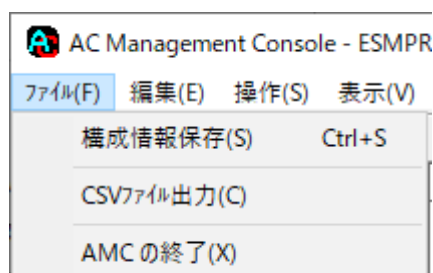 AC Management Console - ESMPR
ﾌｧｲﾙ(F) 編集(E) 操作(S) 表示(V)
構成情報保存(S) Ctrl+S
CSVﾌｧｲﾙ出力(C)
AMC の終了(X)